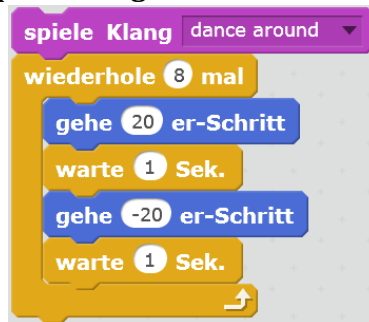 spiele Klang dance around
wiederhole 8 mal
gehe 20 er-Schritt
warte 1 Sek.
gehe -20 er-Schritt
warte 1 Sek.